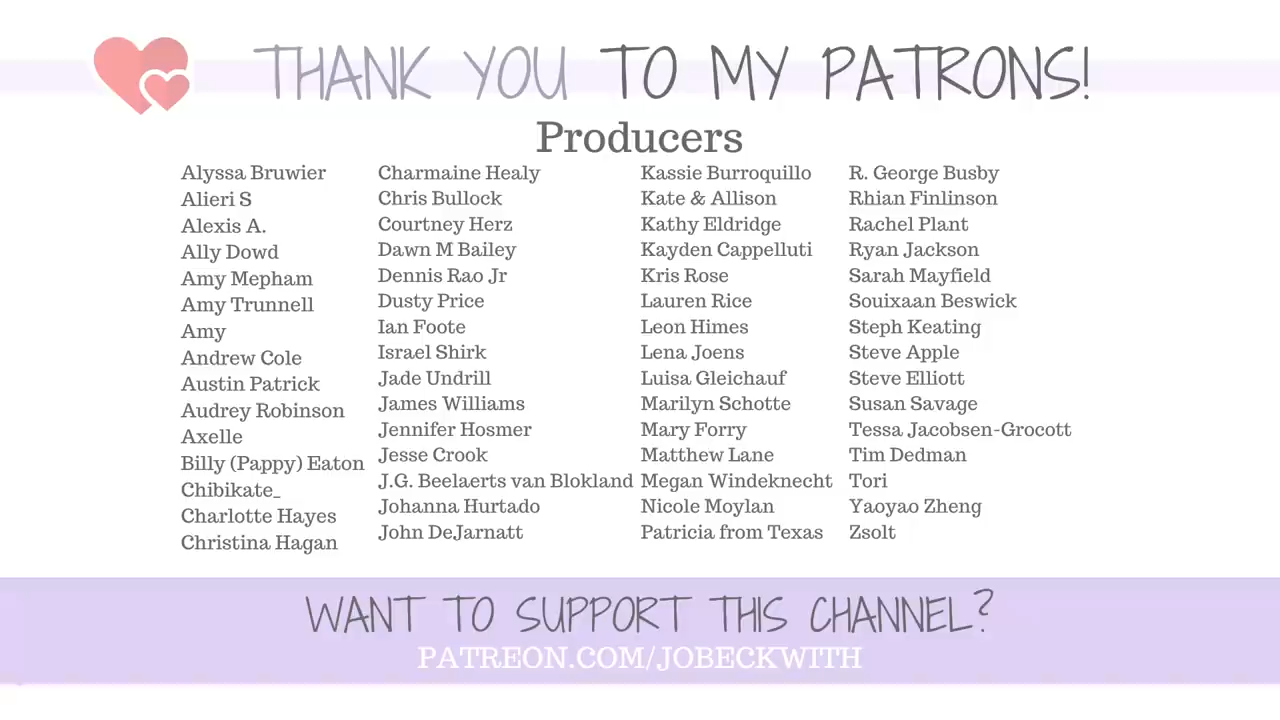 THANK YOU TO MY PATRONS!
Producers
Alyssa Bruwier
Alieri S
Alexis A.
Ally Dowd
Amy Mepham
Amy Trunnell
Amy
Andrew Cole
Austin Patrick
Audrey Robinson
Axelle
Billy (Pappy) Eaton
Chibikate_
Charlotte Hayes
Christina Hagan
Charmaine Healy
Chris Bullock
Courtney Herz
Dawn M Bailey
Dennis Rao Jr
Dusty Price
Ian Foote
Israel Shirk
Jade Undrill
James Williams
Jennifer Hosmer
Jesse Crook
J.G. Beelaerts van Blokland
Johanna Hurtado
John DeJarnatt
Kassie Burroquillo
Kate & Allison
Kathy Eldridge
Kayden Cappelluti
Kris Rose
Lauren Rice
Leon Himes
Lena Joens
Luisa Gleichauf
Marilyn Schotte
Mary Forry
Matthew Lane
Megan Windeknecht
Nicole Moylan
Patricia from Texas
R. George Busby
Rhian Finlinson
Rachel Plant
Ryan Jackson
Sarah Mayfield
Souixaan Beswick
Steph Keating
Steve Apple
Steve Elliott
Susan Savage
Tessa Jacobsen-Grocott
Tim Dedman
Tori
Yaoyao Zheng
Zsolt
WANT TO SUPPORT THIS CHANNEL?
PATREON.COM/JOBECKWITH